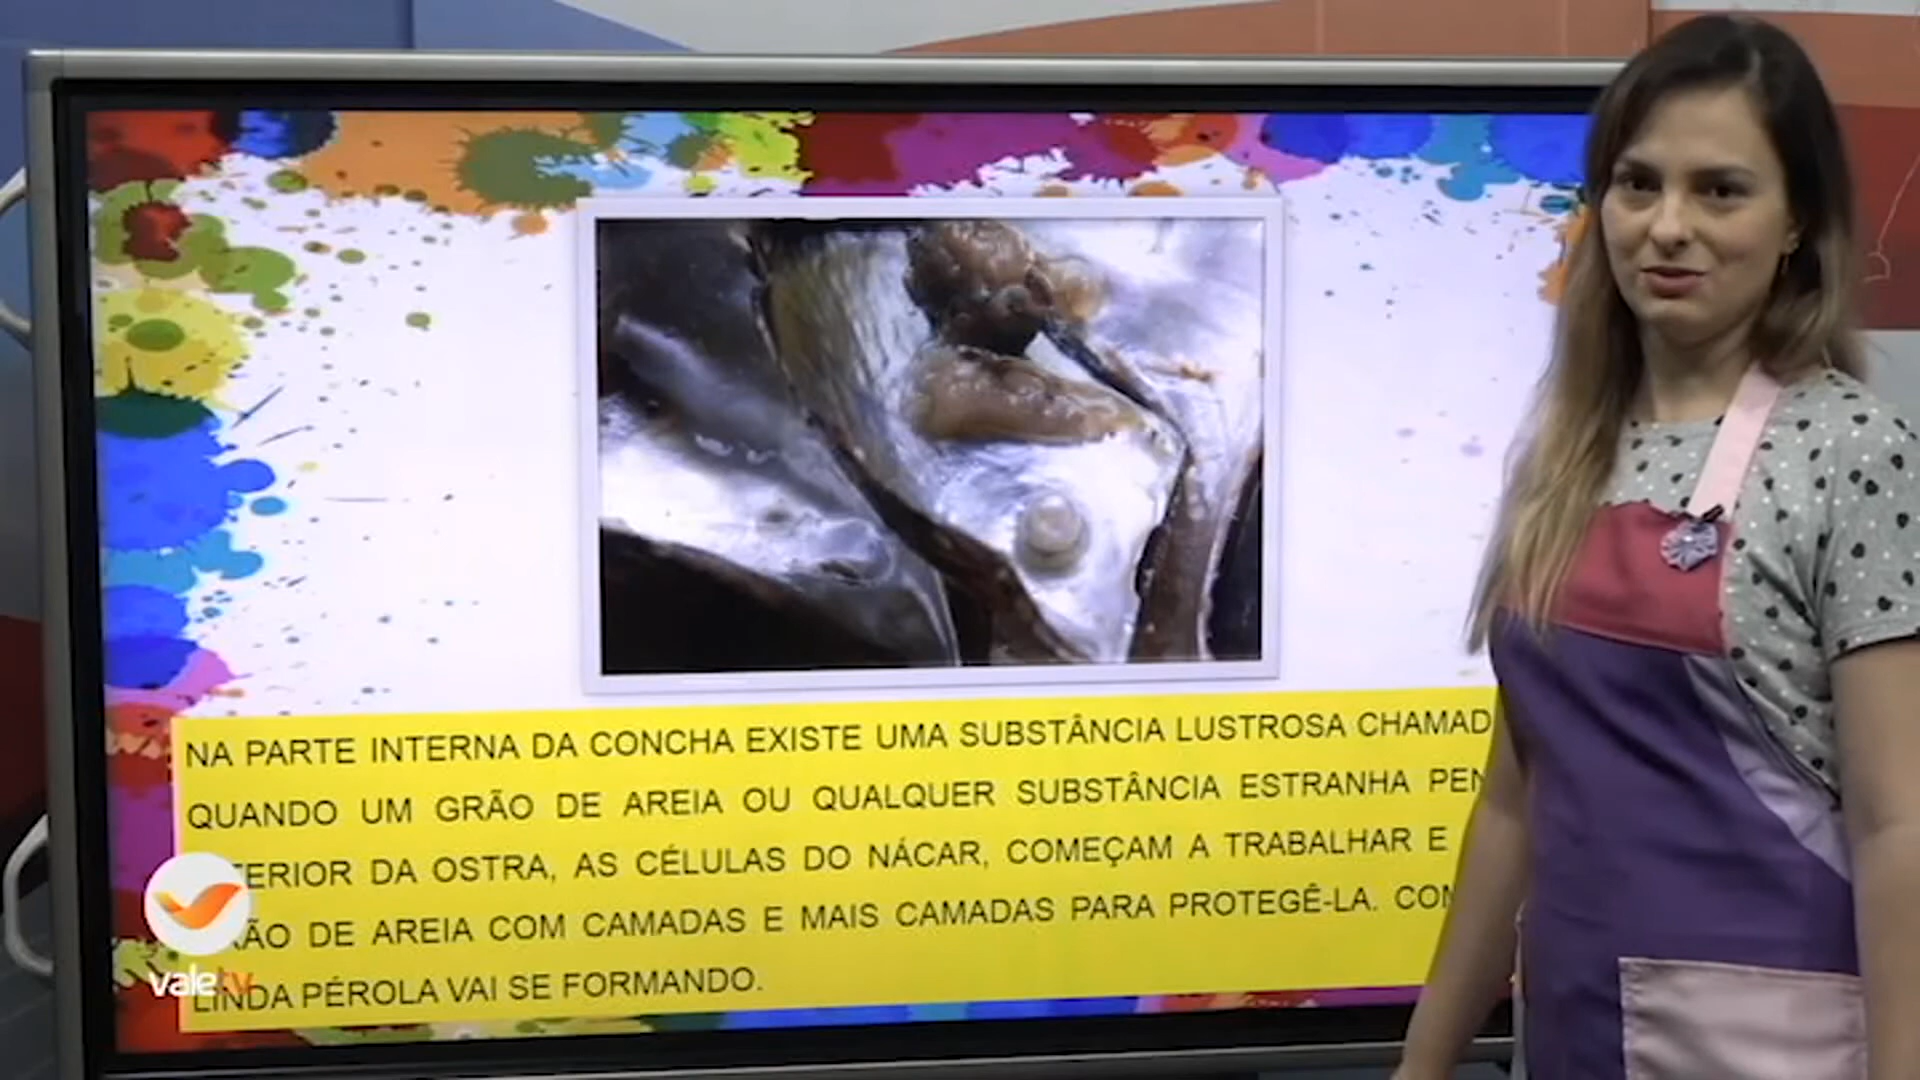 NA PARTE INTERNA DA CONCHA EXISTE UMA SUBSTÂNCIA LUSTROSA
QUANDO UM GRÃO DE AREIA OU QUALQUER SUBSTÂNCIA ESTRANHA
DA OSTRA, AS CÉLULAS DO NÁCAR, COMEÇAM A TRABALHAR E
DE AREIA COM CAMADAS E MAIS CAMADAS PARA PROTEGÊ-LA.
LINDA PÉROLA VAI SE FORMANDO.
valetv